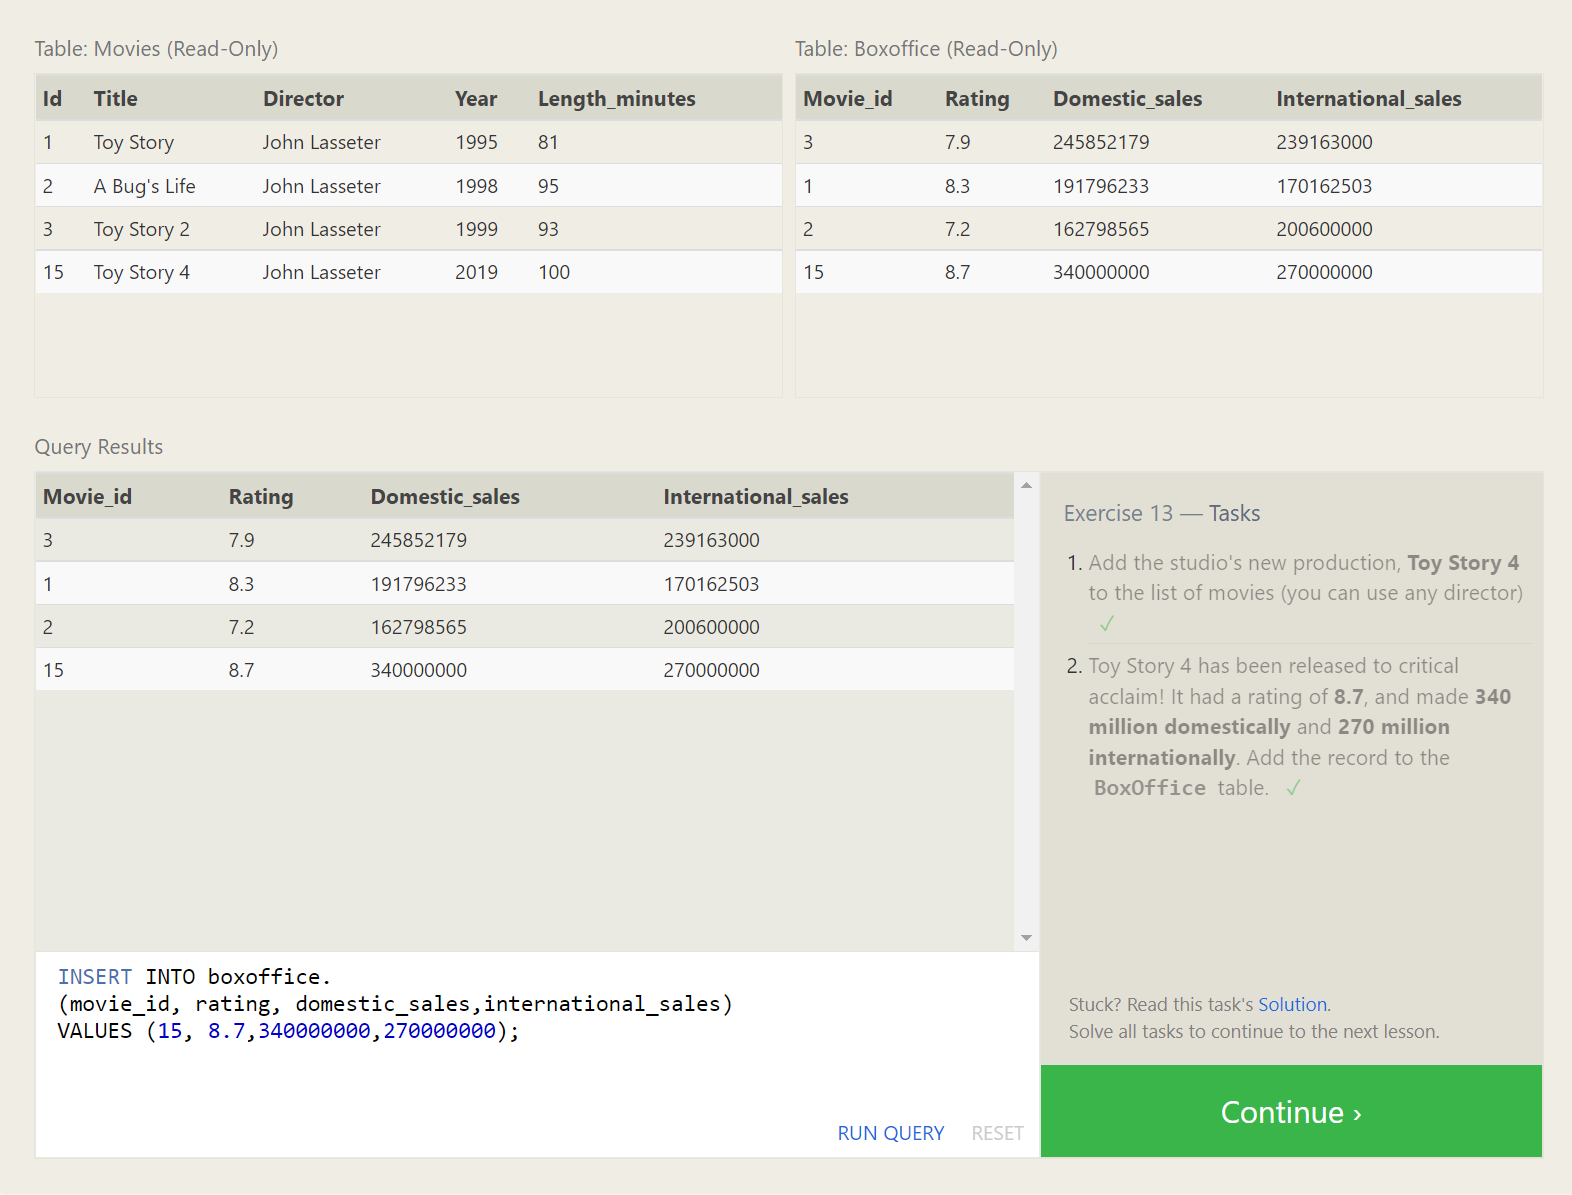 Table: Movies (Read-Only)
Id Title Director Year Length_minutes
1 Toy Story John Lasseter 1995 81
2 A Bug's Life John Lasseter 1998 95
3 Toy Story 2 John Lasseter 1999 93
15 Toy Story 4 John Lasseter 2019 100
Table: Boxoffice (Read-Only)
Movie_id Rating Domestic_sales International_sales
3 7.9 245852179 239163000
1 8.3 191796233 170162503
2 7.2 162798565 200600000
15 8.7 340000000 270000000
Query Results
Movie_id Rating Domestic_sales International_sales
3 7.9 245852179 239163000
1 8.3 191796233 170162503
2 7.2 162798565 200600000
15 8.7 340000000 270000000
INSERT INTO boxoffice.
(movie_id, rating, domestic_sales,international_sales)
VALUES (15, 8.7,340000000,270000000);
RUN QUERY RESET
Exercise 13 — Tasks
1. Add the studio's new production, Toy Story 4
to the list of movies (you can use any director)
✓
2. Toy Story 4 has been released to critical
acclaim! It had a rating of 8.7, and made 340
million domestically and 270 million
internationally. Add the record to the
BoxOffice table. ✓
Stuck? Read this task's Solution.
Solve all tasks to continue to the next lesson.
Continue ›